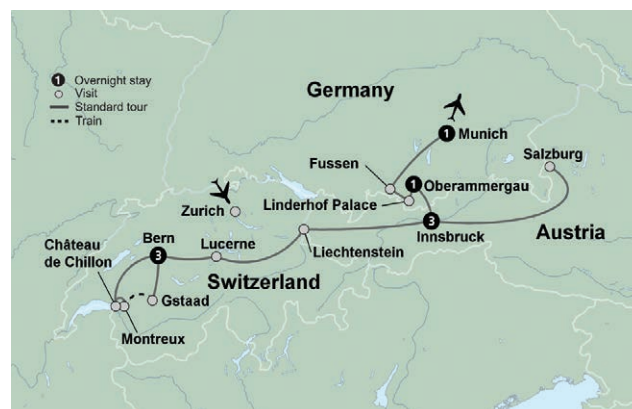 1 Overnight stay
Visit
Standard tour
Train
Germany
1 Munich
Salzburg
Fussen
1 Oberammergau
Linderhof Palace
Zurich
3
Innsbruck
Austria
Château
de Chillon
Bern
3
Lucerne
Liechtenstein
Switzerland
Gstaad
Montreux